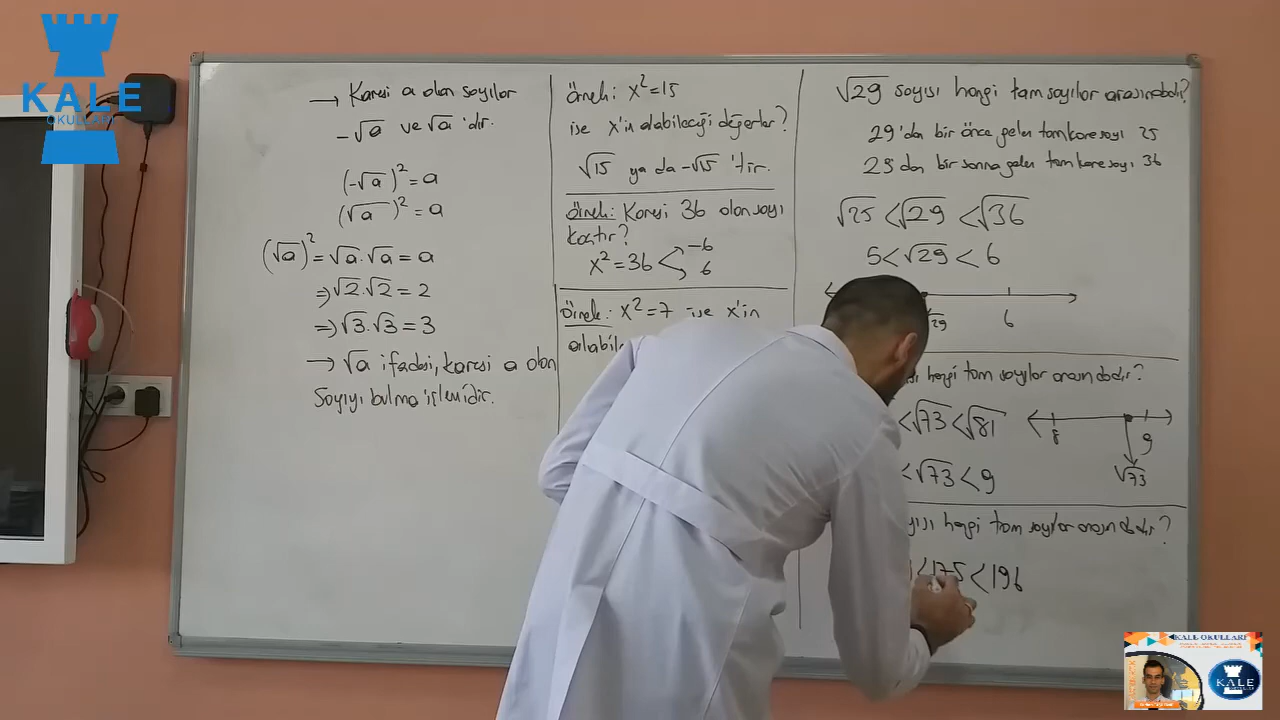 KALE
OKULLARI
→ Karesi a olan sayılar
-√a ve √a 'dır.
(-√a)²=a
(√a)²=a
(√a)²=√a.√a=a
⇒√2.√2=2
⇒√3.√3=3
→ √a ifadesi, karesi a olan
Sayıyı bulma işlemidir.
örnek: x²=15
ise x'in alabileceği değerler?
√15 ya da -√15 'tir.
örnek: Karesi 36 olan sayı
kaçtır?
x²=36 < -6
6
Örnek: x²=7 ise x'in
√29 sayısı hangi tam sayılar arasındadır?
29'dan bir önce gelen tamkare sayı 25
29'dan bir sonra gelen tam kare sayı 36
√25 <√29 <√36
5<√29 < 6
√29 6
hangi tam sayılar arasındadır?
<√73<√81
8 9
√73
<√73<9
hangi tam sayılar arasındadır?
<175<196
KALE OKULLARI
KALE